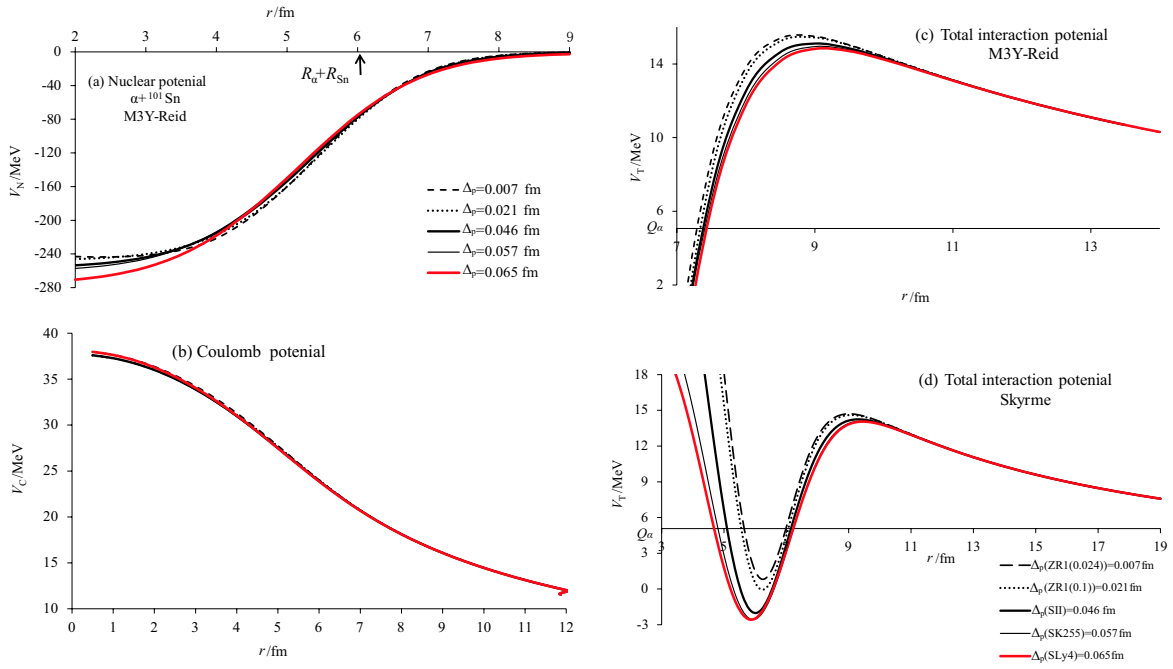 r/fm
2 3 4 5 6 7 8 9
0
-40
-80
-120
-160
-200
-240
-280
V_N/MeV
(a) Nuclear potenial
α+¹⁰¹Sn
M3Y-Reid
R_α+R_Sn
Δ_p=0.007 fm
Δ_p=0.021 fm
Δ_p=0.046 fm
Δ_p=0.057 fm
Δ_p=0.065 fm
(b) Coulomb potenial
40
35
30
25
20
15
10
V_C/MeV
0 1 2 3 4 5 6 7 8 9 10 11 12
r/fm
(c) Total interaction potenial
M3Y-Reid
14
10
6
Q_α
2
V_T/MeV
7 9 11 13
r/fm
(d) Total interaction potenial
Skyrme
18
15
12
9
6
Q_α
3
0
-3
V_T/MeV
3 5 7 9 11 13 15 17 19
r/fm
Δ_p(ZR1(0.024))=0.007fm
Δ_p(ZR1(0.1))=0.021fm
Δ_p(SII)=0.046 fm
Δ_p(SK255)=0.057fm
Δ_p(SLy4)=0.065fm